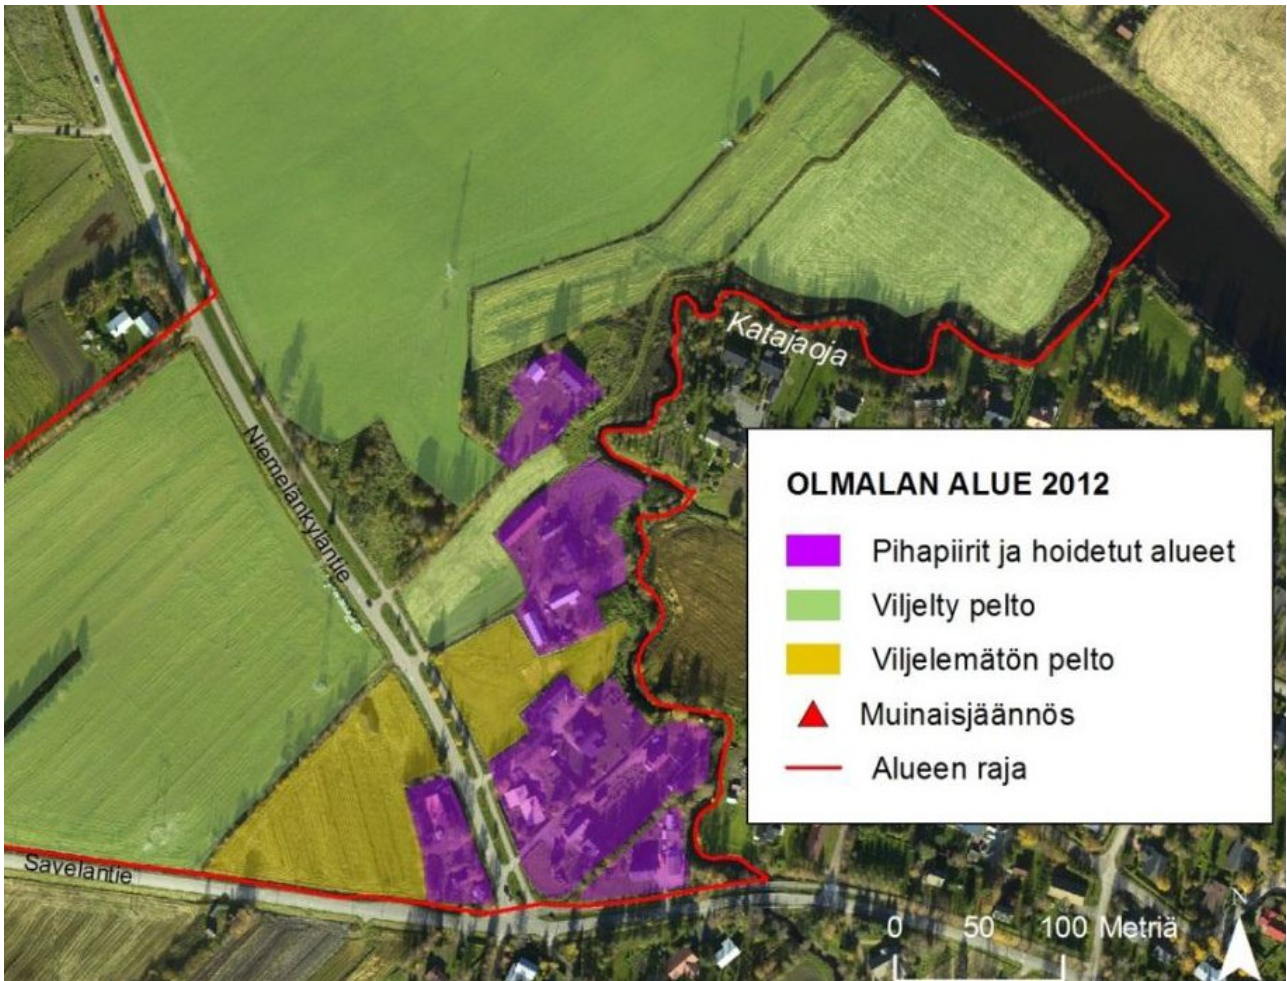 Katajaoja
Niemelänkylantie
OLMALAN ALUE 2012
Pihapiirit ja hoidetut alueet
Viljelty pelto
Viljelemätön pelto
Muinaisjäännös
Alueen raja
Savelantie
0 50 100 Metriä
N